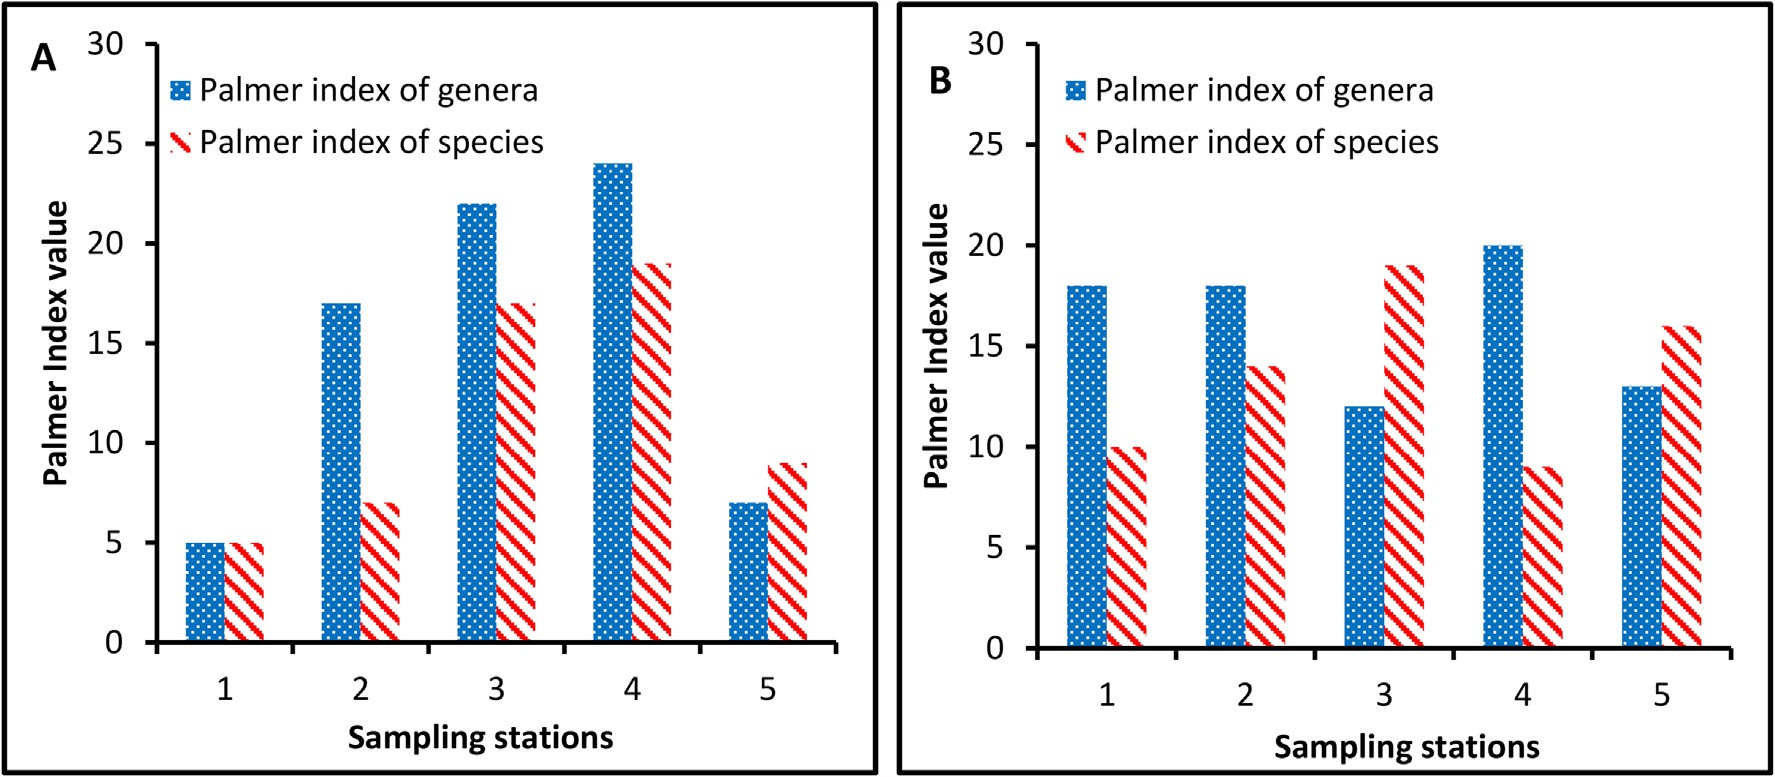 A
30
25
20
15
10
5
0
Palmer Index value
Palmer index of genera
Palmer index of species
1 2 3 4 5
Sampling stations
B
30
25
20
15
10
5
0
Palmer Index value
Palmer index of genera
Palmer index of species
1 2 3 4 5
Sampling stations